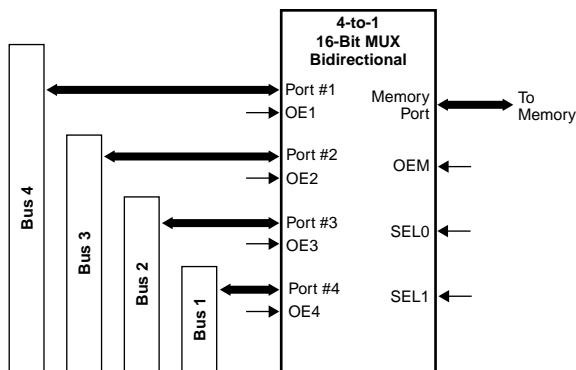 4-to-1
16-Bit MUX
Bidirectional
Port #1
OE1
Memory
Port
To
Memory
Port #2
OE2
OEM
Port #3
OE3
SEL0
Port #4
OE4
SEL1
Bus 4
Bus 3
Bus 2
Bus 1